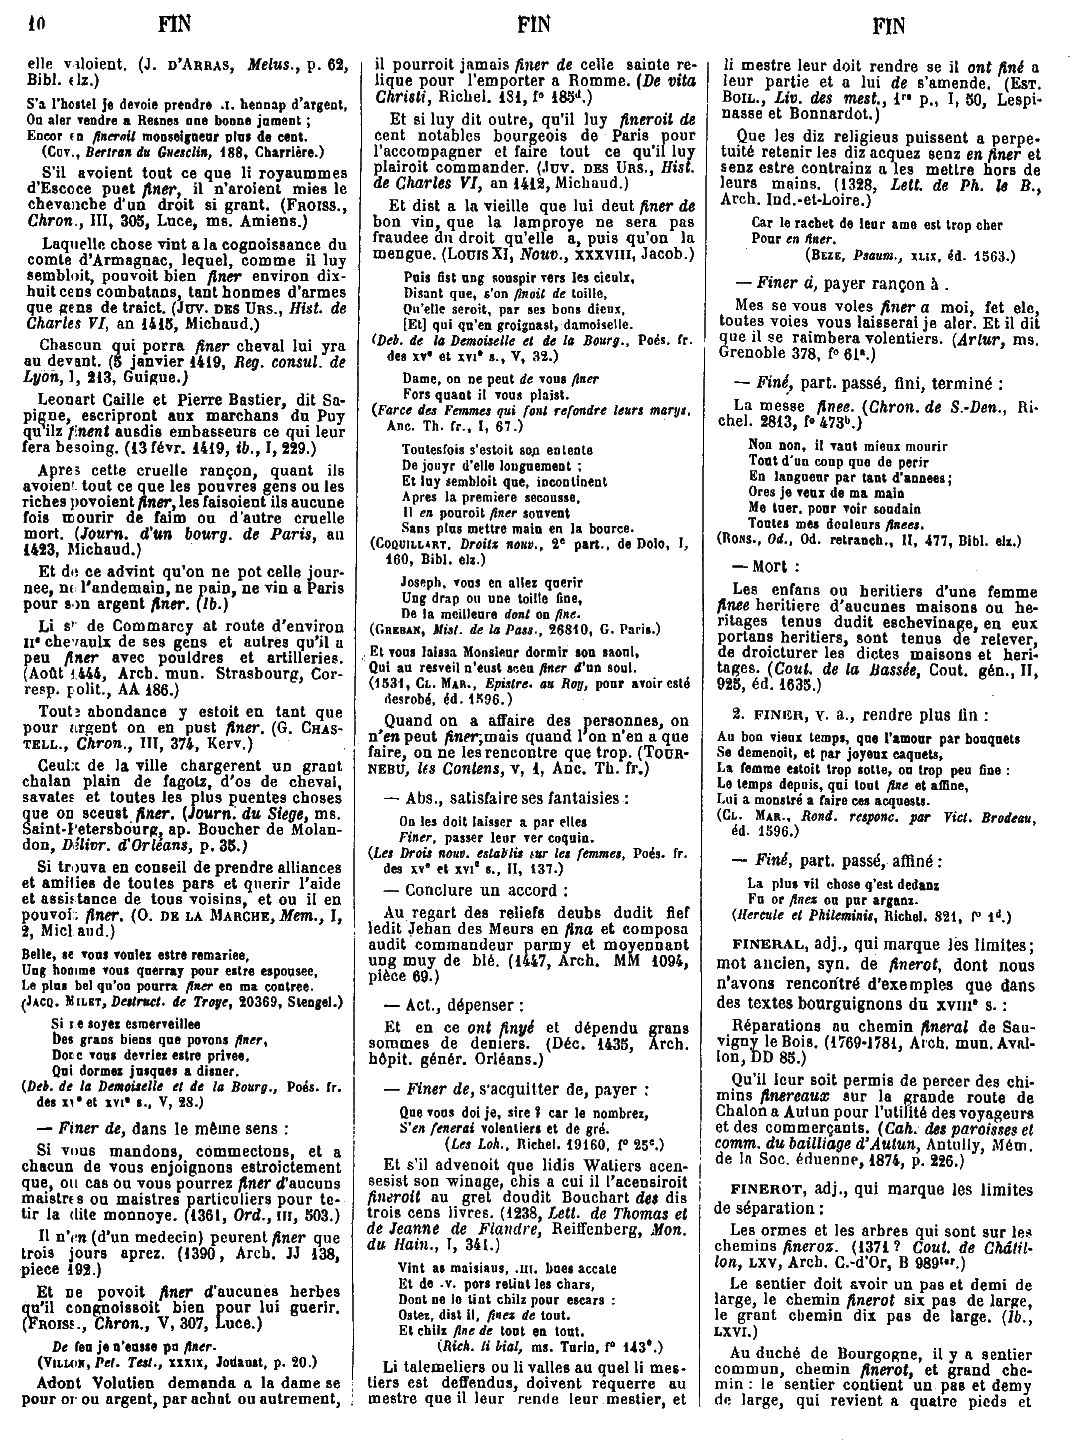 10 FIN FIN FIN
elle valoient. (J. D'ARRAS, Melus., p. 62,
Bibl. elz.)
S'a l'hostel je devoie prendre .I. hennap d'argent,
Ou aler vendre a Resnes une bonne jument ;
Encor en fineroil monseigneur plus de cent.
(Cuv., Bertran du Guesclin, 188, Charrière.)
S'il avoient tout ce que li royaummes
d'Escoce puet finer, il n'aroient mies le
chevanche d'un droit si grant. (FROISS.,
Chron., III, 305, Luce, ms. Amiens.)
Laquelle chose vint a la cognoissance du
comte d'Armagnac, lequel, comme il luy
sembloit, pouvoit bien finer environ dix-
huit cens combatans, tant hommes d'armes
que gens de traict. (JUV. DES URS., Hist. de
Charles VI, an 1415, Michaud.)
Chascun qui porra finer cheval lui yra
au devant. (5 janvier 1419, Reg. consul. de
Lyon, I, 213, Guigue.)
Leonart Caille et Pierre Bastier, dit Sa-
pigne, escripront aux marchans du Puy
qu'ilz finent ausdis embasseurs ce qui leur
fera besoing. (13 févr. 1419, ib., I, 229.)
Apres cette cruelle rançon, quant ils
avoient tout ce que les pouvres gens ou les
riches povoient finer, les faisoient ils aucune
fois mourir de faim ou d'autre cruelle
mort. (Journ. d'un bourg. de Paris, an
1423, Michaud.)
Et de ce advint qu'on ne pot celle jour-
nee, ne l'andemain, ne pain, ne vin a Paris
pour son argent finer. (Ib.)
Li sr de Commarcy at route d'environ
IIe chevaulx de ses gens et autres qu'il a
peu finer avec pouldres et artilleries.
(Août 1444, Arch. mun. Strasbourg, Cor-
resp. polit., AA 186.)
Toute abondance y estoit en tant que
pour argent on en pust finer. (G. CHAS-
TELL., Chron., III, 374, Kerv.)
Ceulx de la ville chargerent un grant
chalan plain de fagotz, d'os de cheval,
savates et toutes les plus puentes choses
que on sceust finer. (Journ. du Siege, ms.
Saint-Petersbourg, ap. Boucher de Molan-
don, Délivr. d'Orléans, p. 35.)
Si trouva en conseil de prendre alliances
et amities de toutes pars et querir l'aide
et assistance de tous voisins, et ou il en
pouvoit finer. (O. DE LA MARCHE, Mem., I,
2, Michaud.)
Belle, se vous voulez estre remariee,
Ung homme vous querray pour estre espousee,
Le plus bel qu'on pourra finer en ma contree.
(JACQ. MILET, Destruct. de Troye, 20369, Stengel.)
Si ne soyez esmerveillee
Des grans biens que povons finer,
Donc vous devriez estre privee,
Qui dormez jusques a disner.
(Deb. de la Demoiselle et de la Bourg., Poés. fr.
des xve et xvie s., V, 28.)
— Finer de, dans le même sens :
Si vous mandons, commectons, et a
chacun de vous enjoignons estroictement
que, ou cas ou vous pourrez finer d'aucuns
maistres ou maistres particuliers pour te-
tir la dite monnoye. (1361, Ord., III, 503.)
Il n'en (d'un medecin) peurent finer que
trois jours aprez. (1390, Arch. JJ 138,
piece 192.)
Et ne povoit finer d'aucunes herbes
qu'il congnoissoit bien pour lui guerir.
(FROISS., Chron., V, 307, Luce.)
De feu je n'eusse pu finer.
(VILLON, Pet. Test., XXXIX, Jouaust, p. 20.)
Adont Volutien demanda a la dame se
pour or ou argent, par achat ou autrement,
il pourroit jamais finer de celle sainte re-
lique pour l'emporter a Romme. (De vita
Christi, Richel. 181, fo 185d.)
Et si luy dit outre, qu'il luy fineroit de
cent notables bourgeois de Paris pour
l'accompagner et faire tout ce qu'il luy
plairoit commander. (JUV. DES URS., Hist.
de Charles VI, an 1412, Michaud.)
Et dist a la vieille que lui deut finer de
bon vin, que la lamproye ne sera pas
fraudee du droit qu'elle a, puis qu'on la
mengue. (LOUIS XI, Nouv., XXXVIII, Jacob.)
Puis fist ung souspir vers les cieulx,
Disant que, s'on finoit de toille,
Qu'elle seroit, par ses bons dieux,
[Et] qui qu'en groignast, damoiselle.
(Deb. de la Demoiselle et de la Bourg., Poés. fr.
des xve et xvie s., V, 32.)
Dame, on ne peut de vous finer
Fors quant il vous plaist.
(Farce des Femmes qui font refondre leurs marys,
Anc. Th. fr., I, 67.)
Toutesfois s'estoit son entente
De jouyr d'elle longuement ;
Et luy sembloit que, incontinent
Apres la premiere secousse,
Il en pouroit finer souvent
Sans plus mettre main en la bource.
(COQUILLART, Droitz nouv., 2e part., de Dolo, I,
160, Bibl. elz.)
Joseph, vous en allez querir
Ung drap ou une toille fine,
De la meilleure dont on fine.
(GREBAN, Mist. de la Pass., 26810, G. Paris.)
Et vous laissa Monsieur dormir son saoul,
Qui au resveil n'eust sceu finer d'un soul.
(1531, CL. MAR., Epistre. au Roy, pour avoir esté
desrobé, éd. 1596.)
Quand on a affaire des personnes, on
n'en peut finer; mais quand l'on n'en a que
faire, on ne les rencontre que trop. (TOUR-
NEBU, les Contens, V, 1, Anc. Th. fr.)
— Abs., satisfaire ses fantaisies :
On les doit laisser a par elles
Finer, passer leur ver coquin.
(Les Drois nouv. establis sur les femmes, Poés. fr.
des xve et xvie s., II, 137.)
— Conclure un accord :
Au regart des reliefs deubs dudit fief
ledit Jehan des Meurs en fina et composa
audit commandeur parmy et moyennant
ung muy de blé. (1447, Arch. MM 1094,
pièce 69.)
— Act., dépenser :
Et en ce ont finyé et dépendu grans
sommes de deniers. (Déc. 1435, Arch.
hôpit. génér. Orléans.)
— Finer de, s'acquitter de, payer :
Que vous doi je, sire ? car le nombrez,
S'en fenerai volentiers et de gré.
(Les Loh., Richel. 19160, fo 25c.)
Et s'il advenoit que lidis Watiers acen-
sesist son winage, chis a cui il l'acensiroit
fineroit au gret doudit Bouchart des dis
trois cens livres. (1238, Lett. de Thomas et
de Jeanne de Flandre, Reiffenberg, Mon.
du Hain., I, 341.)
Vint as maisiaus, .III. bues accate
Et de .V. pors retint les chars,
Dont ne lo tint chilz pour escars :
Ostez, dist il, finez de tout.
Et chilz fine de tout en tout.
(Rich. li biaI, ms. Turin, fo 143e.)
Li talemeliers ou li valles au quel li mes-
tiers est deffendus, doivent requerre au
mestre que il leur rende leur mestier, et
li mestre leur doit rendre se il ont finé a
leur partie et a lui de s'amende. (EST.
BOIL., Liv. des mest., 1re p., I, 50, Lespi-
nasse et Bonnardot.)
Que les diz religieus puissent a perpe-
tuité retenir les diz acquez senz en finer et
senz estre contrainz a les mettre hors de
leurs mains. (1328, Lett. de Ph. le B.,
Arch. Ind.-et-Loire.)
Car le rachet de leur ame est trop cher
Pour en finer.
(BEZE, Psaum., XLIX, éd. 1563.)
— Finer à, payer rançon à .
Mes se vous voles finer a moi, fet ele,
toutes voies vous laisserai je aler. Et il dit
que il se raimbera volentiers. (Artur, ms.
Grenoble 378, fo 61a.)
— Finé, part. passé, fini, terminé :
La messe finee. (Chron. de S.-Den., Ri-
chel. 2813, fo 473b.)
Non non, il vaut mieux mourir
Tout d'un coup que de perir
En langueur par tant d'annees;
Ores je veux de ma main
Me tuer, pour voir soudain
Toutes mes douleurs finees.
(RONS., Od., Od. retranch., II, 477, Bibl. elz.)
— Mort :
Les enfans ou heritiers d'une femme
finee heritiere d'aucunes maisons ou he-
ritages tenus dudit eschevinage, en eux
portans heritiers, sont tenus de relever,
de droicturer les dictes maisons et heri-
tages. (Cout. de la Bassée, Cout. gén., II,
925, éd. 1635.)
2. FINER, v. a., rendre plus fin :
Au bon vieux temps, que l'amour par bouquets
Se demenoit, et par joyeux caquets,
La femme estoit trop sotte, ou trop peu fine :
Le temps depuis, qui tout fine et affine,
Lui a monstré a faire ces acquests.
(CL. MAR., Rond. responc. par Vict. Brodeau,
éd. 1596.)
— Finé, part. passé, affiné :
La plus vil chose q'est dedanz
Fu or finez ou pur arganz.
(Hercule et Phileminis, Richel. 821, fo 1d.)
FINERAL, adj., qui marque les limites;
mot ancien, syn. de finerot, dont nous
n'avons rencontré d'exemples que dans
des textes bourguignons du XVIIIe s. :
Réparations au chemin fineral de Sau-
vigny le Bois. (1769-1781, Arch. mun. Aval-
lon, DD 85.)
Qu'il leur soit permis de percer des chi-
mins finereaux sur la grande route de
Chalon a Autun pour l'utilité des voyageurs
et des commerçants. (Cah. des paroisses et
comm. du bailliage d'Autun, Antully, Mém.
de la Soc. éduenne, 1874, p. 226.)
FINEROT, adj., qui marque les limites
de séparation :
Les ormes et les arbres qui sont sur les
chemins fineroz. (1371 ? Cout. de Châtil-
lon, LXV, Arch. C.-d'Or, B 989ter.)
Le sentier doit avoir un pas et demi de
large, le chemin finerot six pas de large,
le grant chemin dix pas de large. (Ib.,
LXVI.)
Au duché de Bourgogne, il y a sentier
commun, chemin finerot, et grand che-
min : le sentier contient un pas et demy
de large, qui revient a quatre pieds et